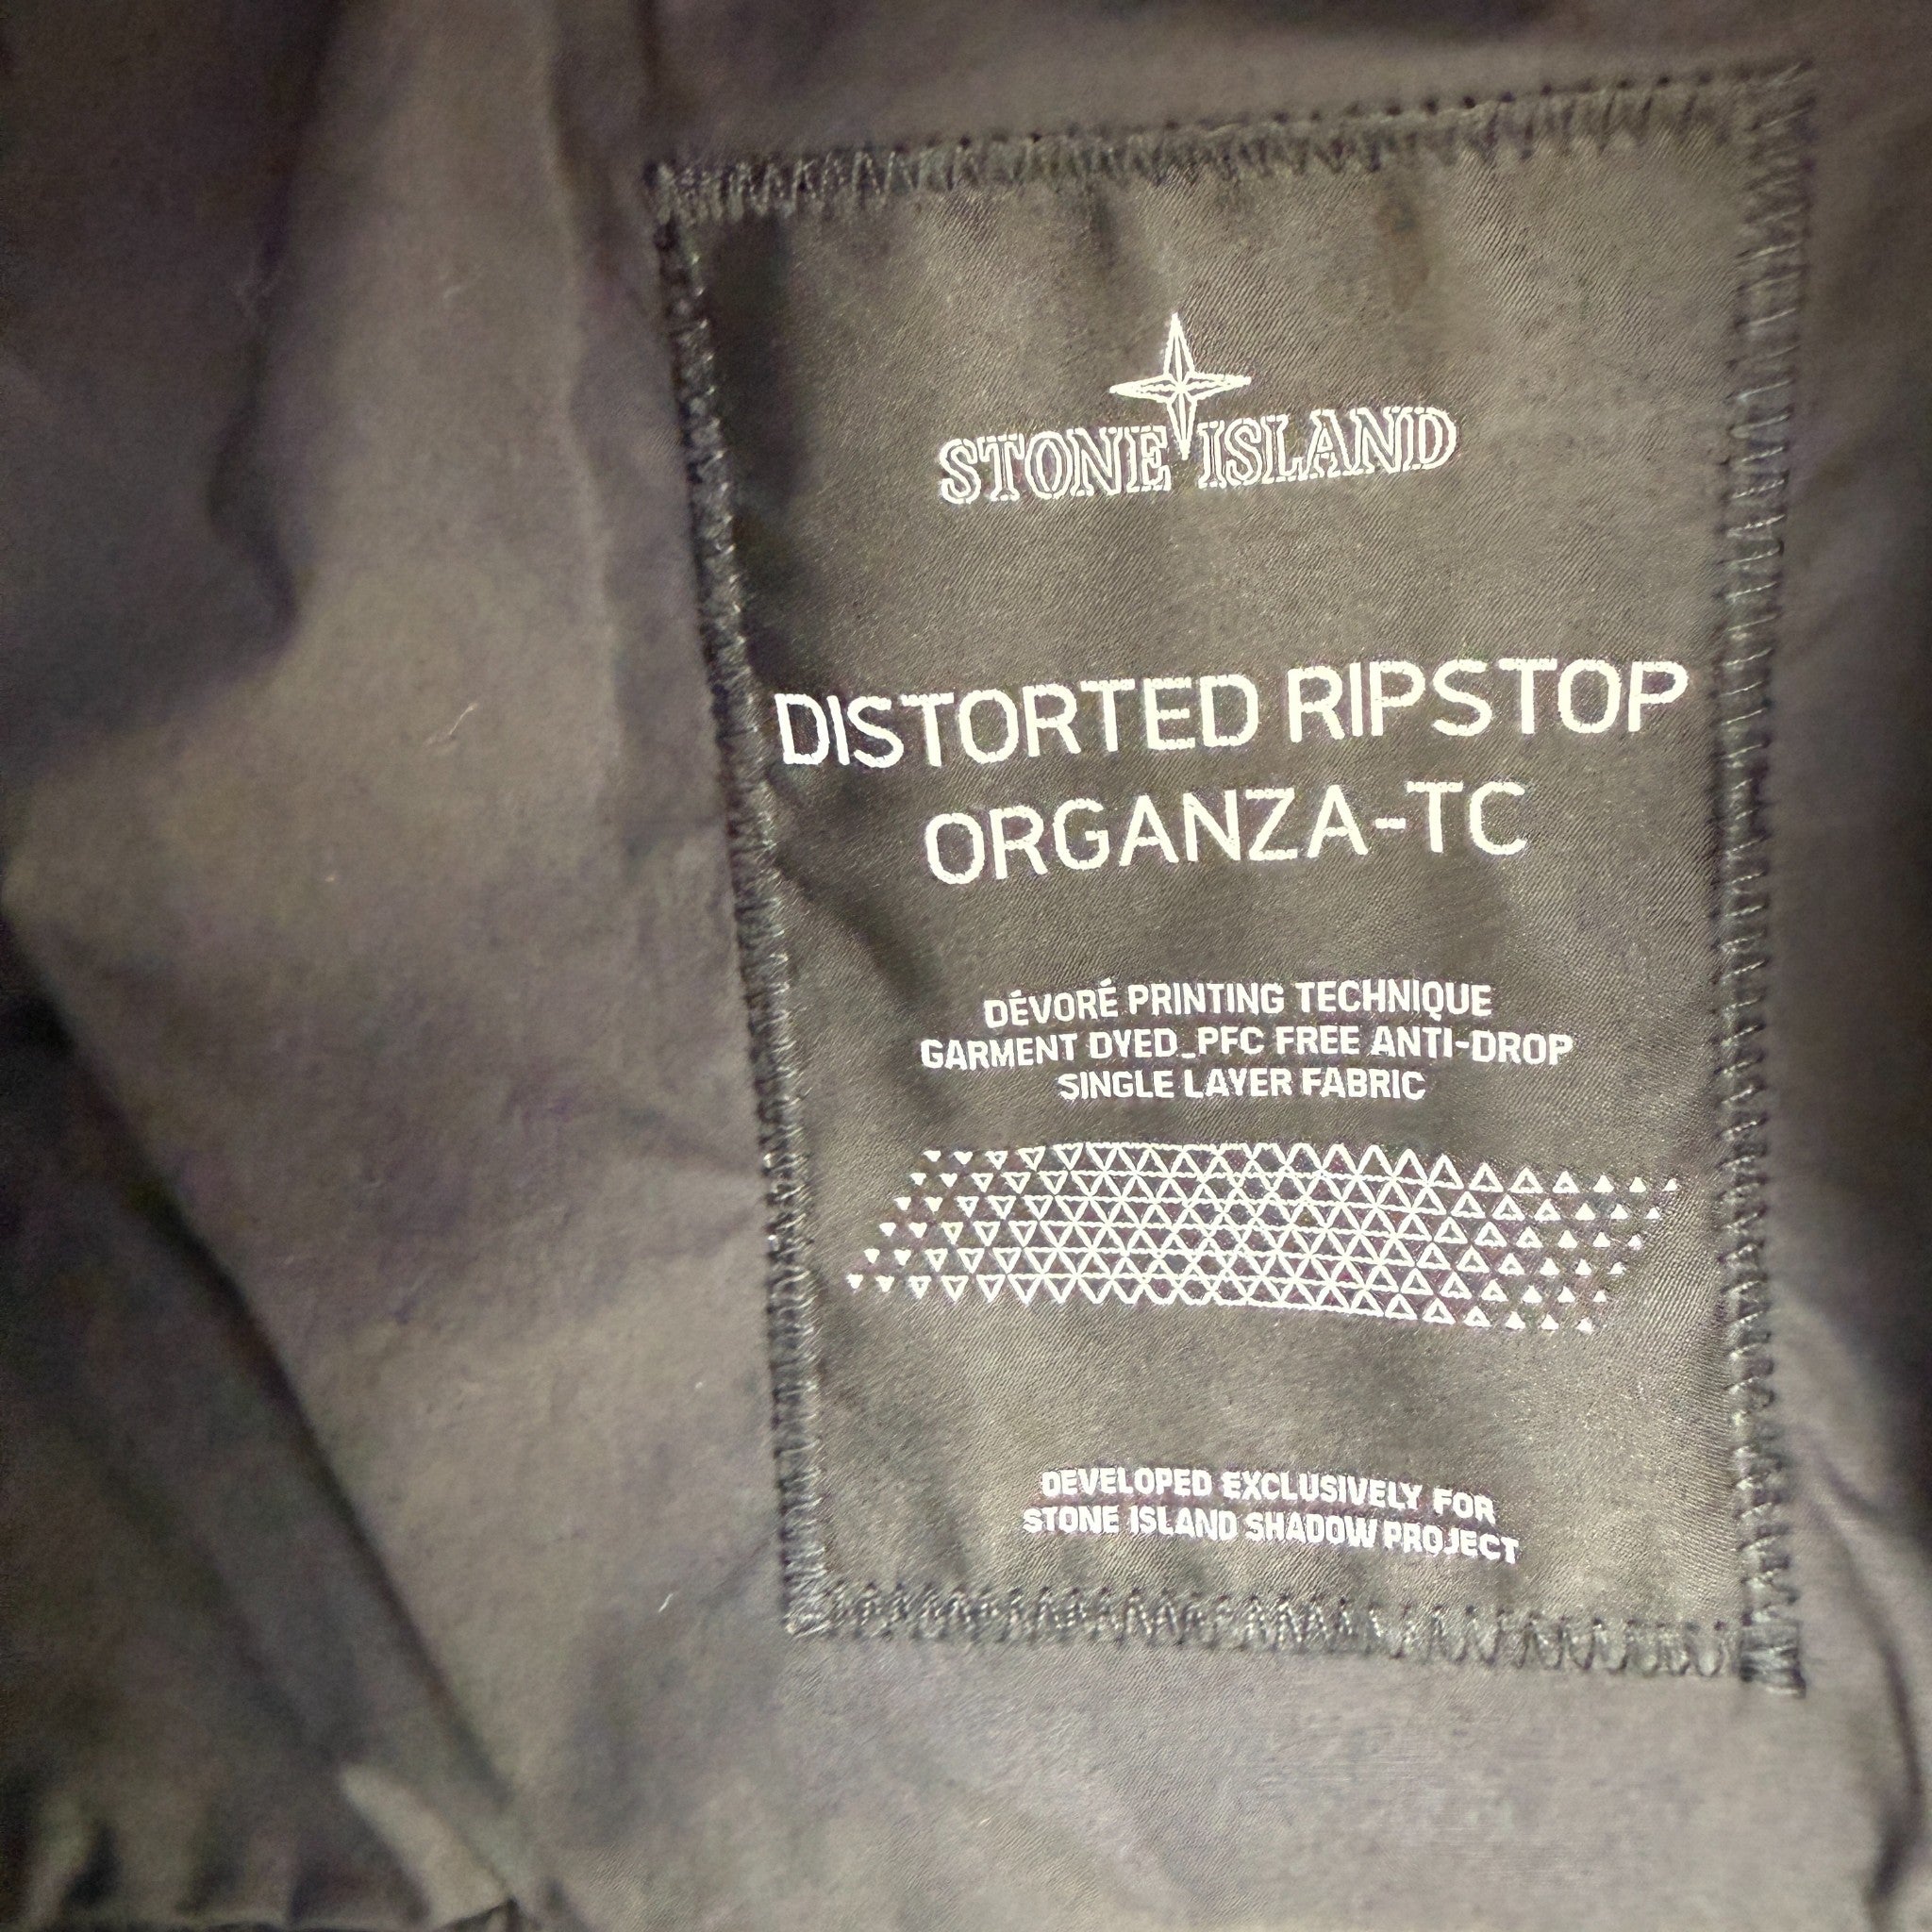 STONE ISLAND
DISTORTED RIPSTOP
ORGANZA-TC
DÉVORÉ PRINTING TECHNIQUE
GARMENT DYED_PFC FREE ANTI-DROP
SINGLE LAYER FABRIC
DEVELOPED EXCLUSIVELY FOR
STONE ISLAND SHADOW PROJECT